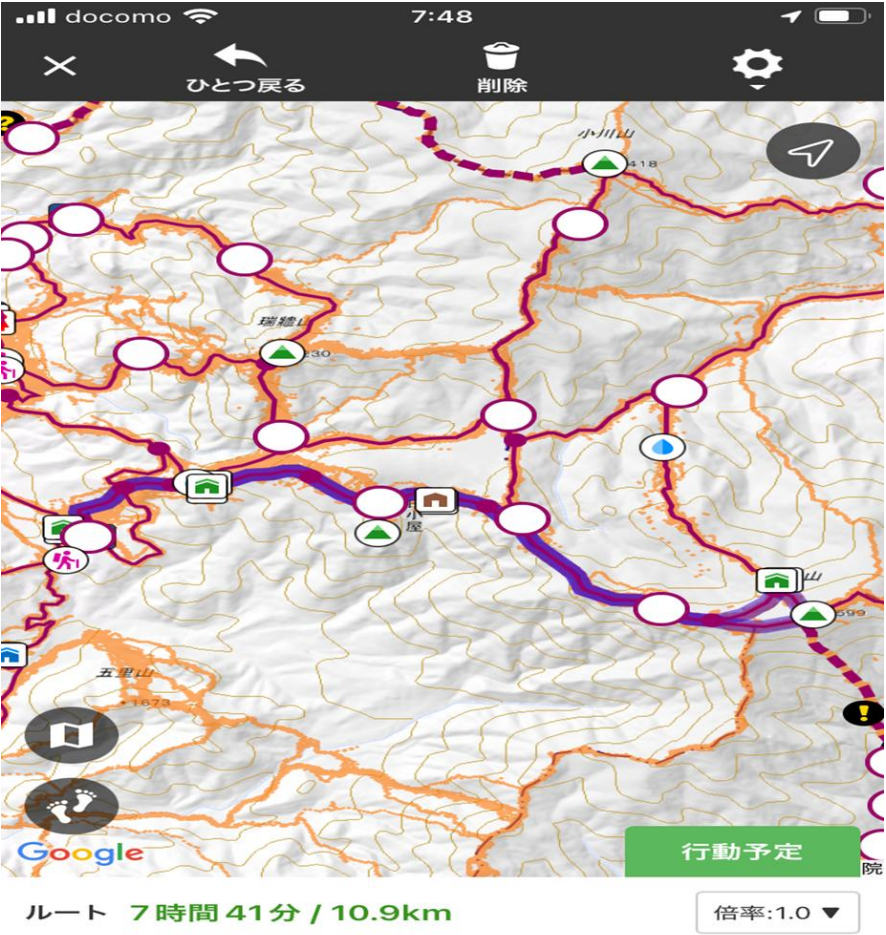 docomo 7:48
ひとつ戻る 削除
小川山
418
瑞牆山
230
小屋
山
599
五里山
・1673
Google
行動予定
院
ルート 7時間41分 / 10.9km
倍率:1.0 ▼